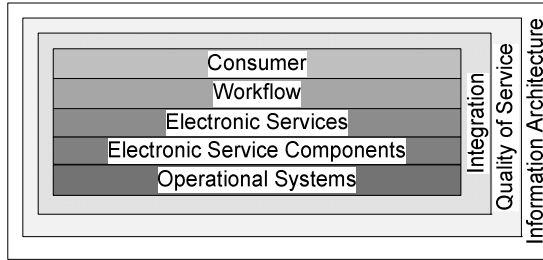 Consumer
Workflow
Electronic Services
Electronic Service Components
Operational Systems
Integration
Quality of Service
Information Architecture